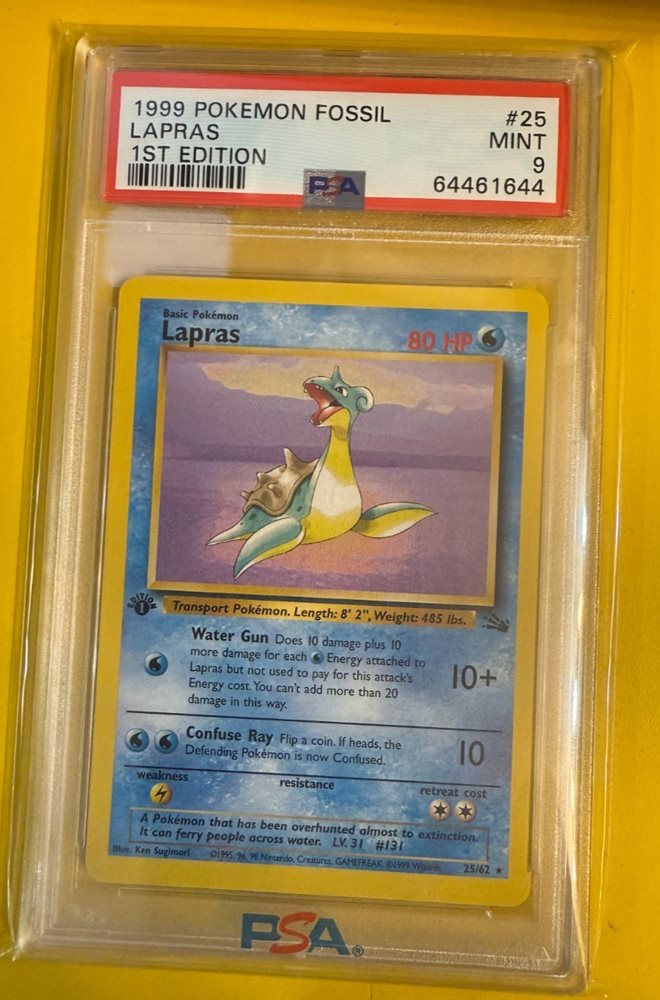 1999 POKEMON FOSSIL #25
LAPRAS MINT
1ST EDITION 9
PSA 64461644
Basic Pokémon
Lapras 80 HP
EDITION
1
Transport Pokémon. Length: 8' 2", Weight: 485 lbs.
Water Gun Does 10 damage plus 10
more damage for each Energy attached to
Lapras but not used to pay for this attack's
Energy cost. You can't add more than 20
damage in this way.
10+
Confuse Ray Flip a coin. If heads, the
Defending Pokémon is now Confused.
10
weakness resistance retreat cost
A Pokémon that has been overhunted almost to extinction.
It can ferry people across water. LV. 31 #131
Illus. Ken Sugimori ©1995, 96, 98 Nintendo, Creatures, GAMEFREAK. ©1999 Wizards. 25/62 ★
PSA®